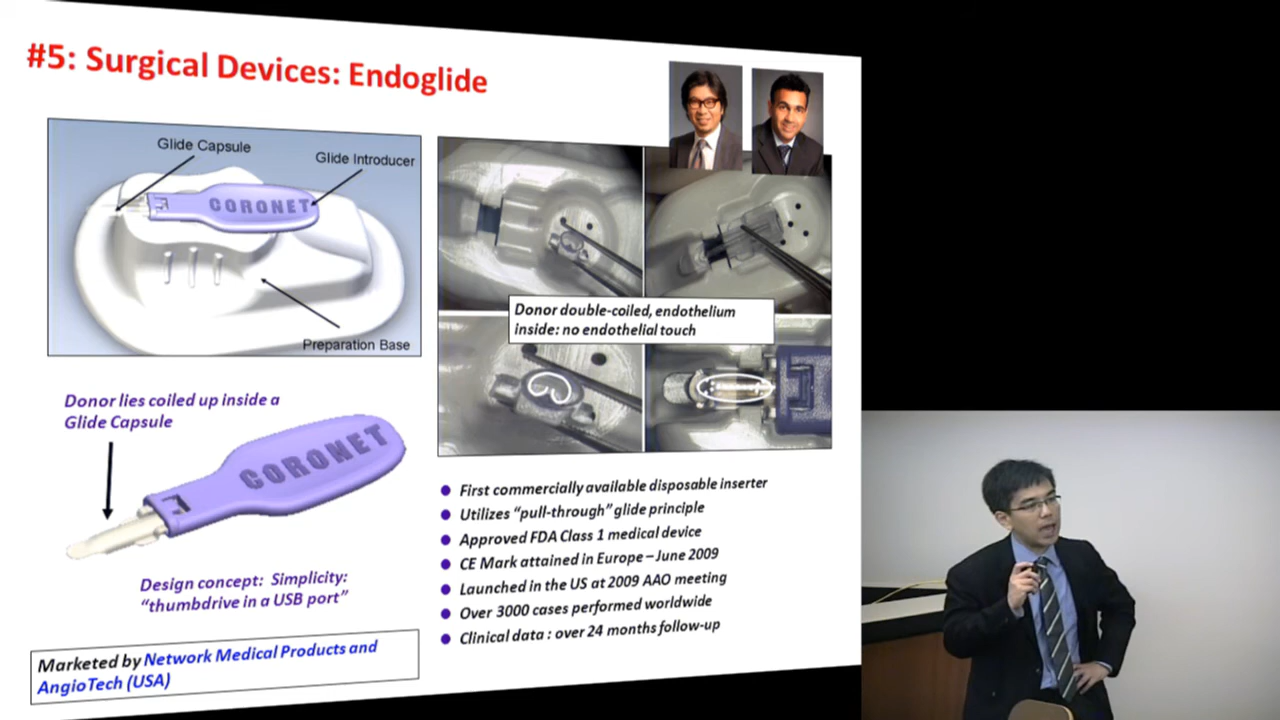 #5: Surgical Devices: Endoglide
Glide Capsule
Glide Introducer
CORONET
Preparation Base
Donor double-coiled, endothelium
inside: no endothelial touch
Donor lies coiled up inside a
Glide Capsule
CORONET
Design concept: Simplicity:
“thumbdrive in a USB port”
Marketed by Network Medical Products and
AngioTech (USA)
First commercially available disposable inserter
Utilizes “pull-through” glide principle
Approved FDA Class 1 medical device
CE Mark attained in Europe – June 2009
Launched in the US at 2009 AAO meeting
Over 3000 cases performed worldwide
Clinical data : over 24 months follow-up